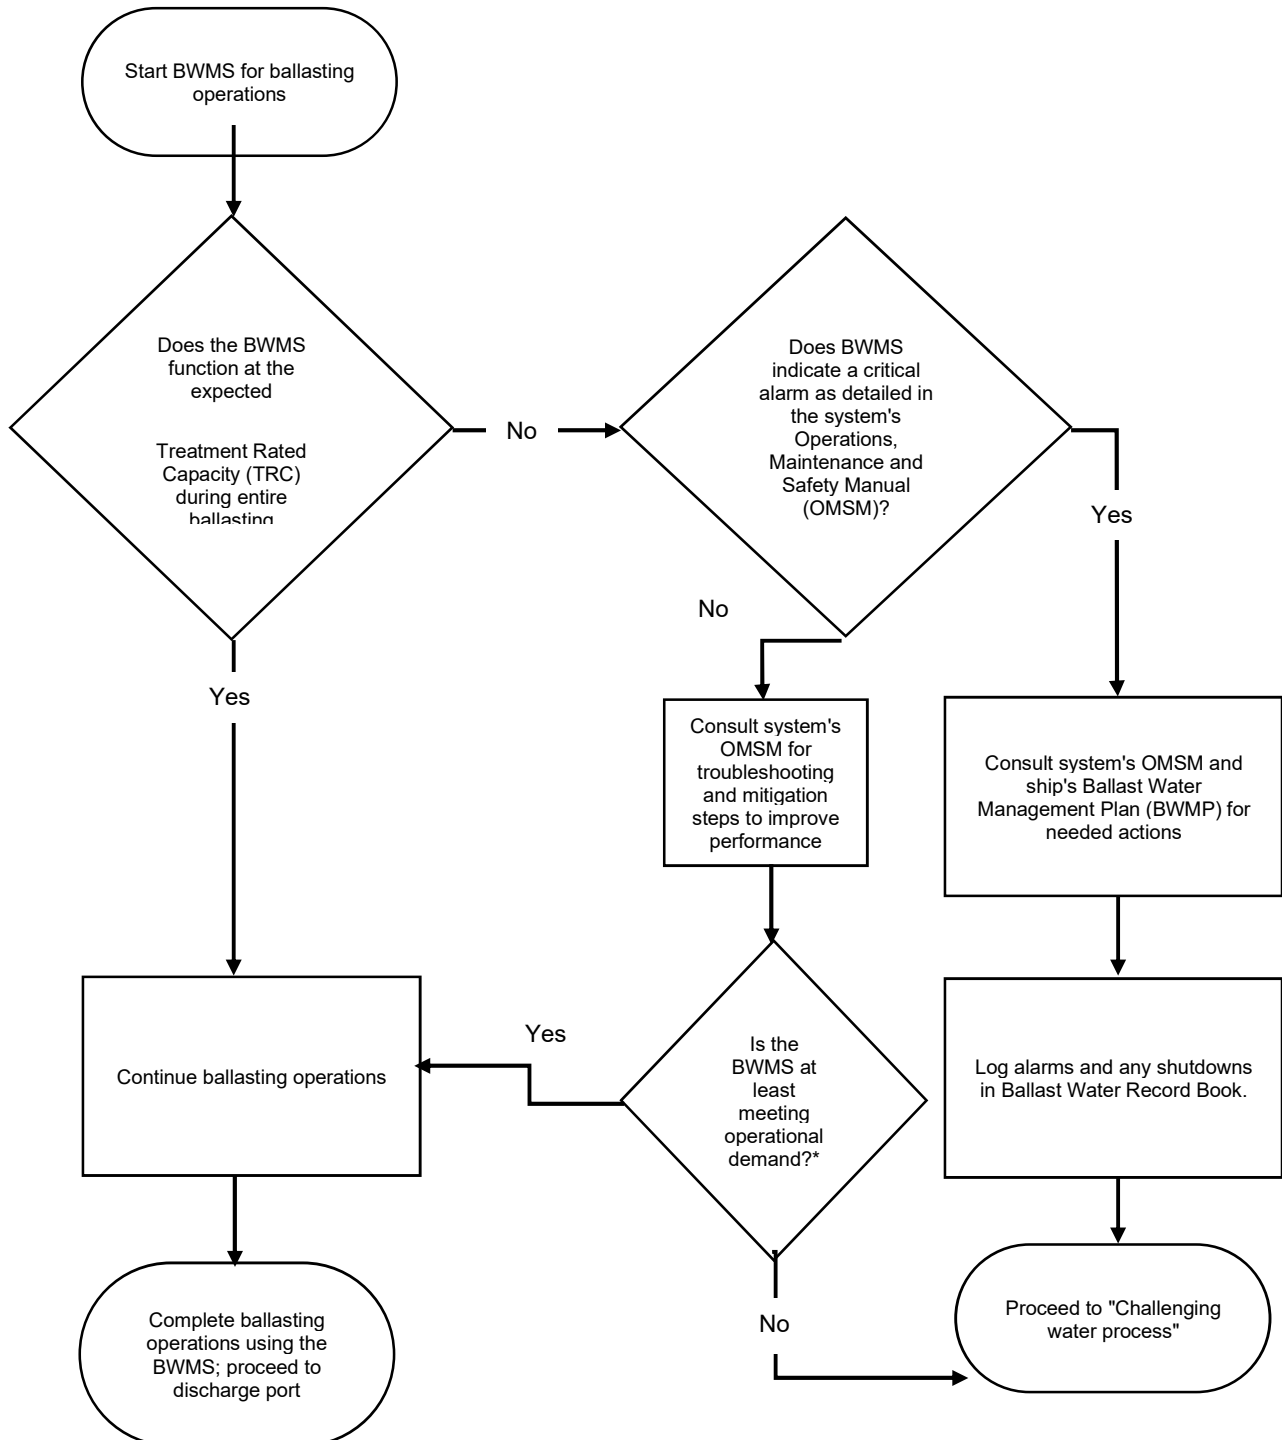 Start BWMS for ballasting
operations
Does the BWMS
function at the
expected
Treatment Rated
Capacity (TRC)
during entire
ballasting
No
Does BWMS
indicate a critical
alarm as detailed in
the system's
Operations,
Maintenance and
Safety Manual
(OMSM)?
Yes
No
Yes
Consult system's
OMSM for
troubleshooting
and mitigation
steps to improve
performance
Consult system's OMSM and
ship's Ballast Water
Management Plan (BWMP) for
needed actions
Continue ballasting operations
Yes
Is the
BWMS at
least
meeting
operational
demand?*
Log alarms and any shutdowns
in Ballast Water Record Book.
Complete ballasting
operations using the
BWMS; proceed to
discharge port
No
Proceed to "Challenging
water process"